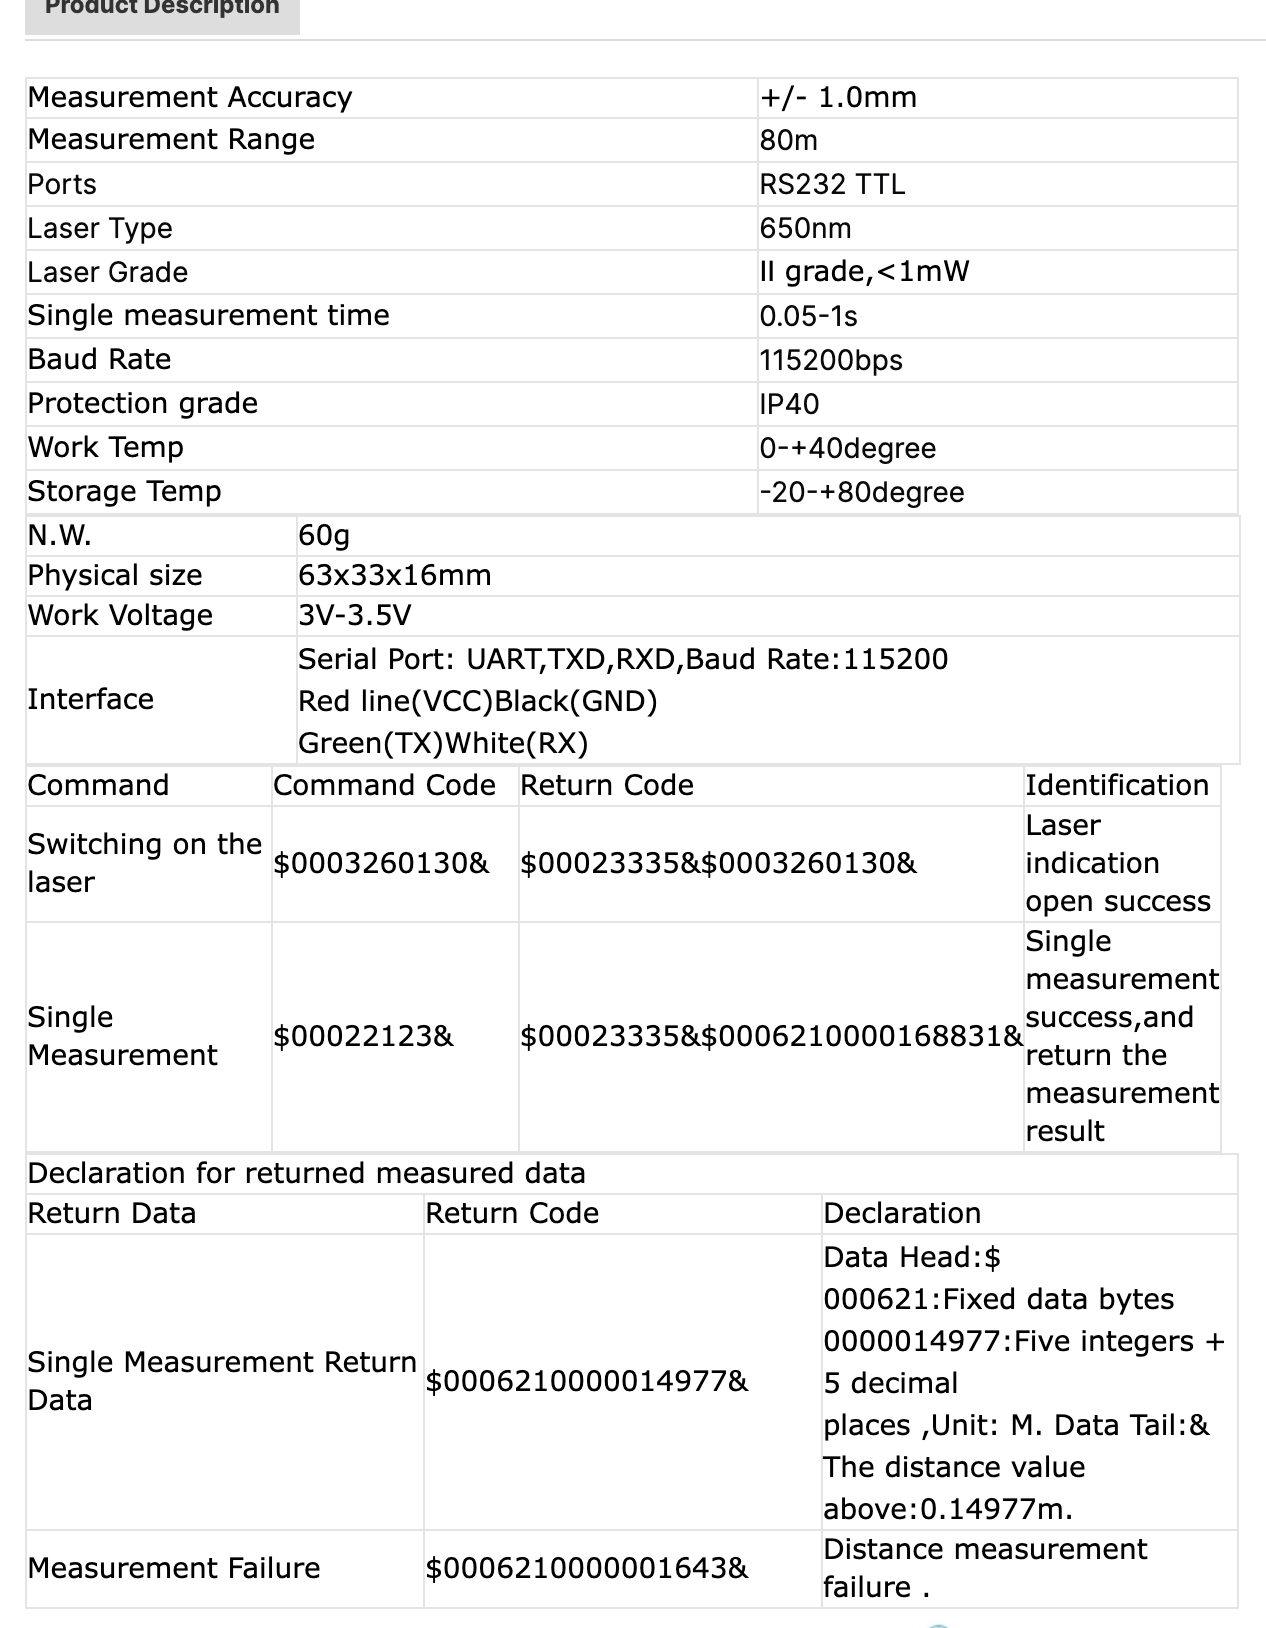 Product Description
Measurement Accuracy +/- 1.0mm
Measurement Range 80m
Ports RS232 TTL
Laser Type 650nm
Laser Grade II grade,<1mW
Single measurement time 0.05-1s
Baud Rate 115200bps
Protection grade IP40
Work Temp 0-+40degree
Storage Temp -20-+80degree
N.W. 60g
Physical size 63x33x16mm
Work Voltage 3V-3.5V
Interface
Serial Port: UART,TXD,RXD,Baud Rate:115200
Red line(VCC)Black(GND)
Green(TX)White(RX)
Command Command Code Return Code Identification
Switching on the
laser
$0003260130& $00023335&$0003260130&
Laser
indication
open success
Single
Measurement
$00022123& $00023335&$0006210000168831&
Single
measurement
success,and
return the
measurement
result
Declaration for returned measured data
Return Data Return Code Declaration
Single Measurement Return
Data
$0006210000014977&
Data Head:$
000621:Fixed data bytes
0000014977:Five integers +
5 decimal
places ,Unit: M. Data Tail:&
The distance value
above:0.14977m.
Measurement Failure $0006210000001643&
Distance measurement
failure .